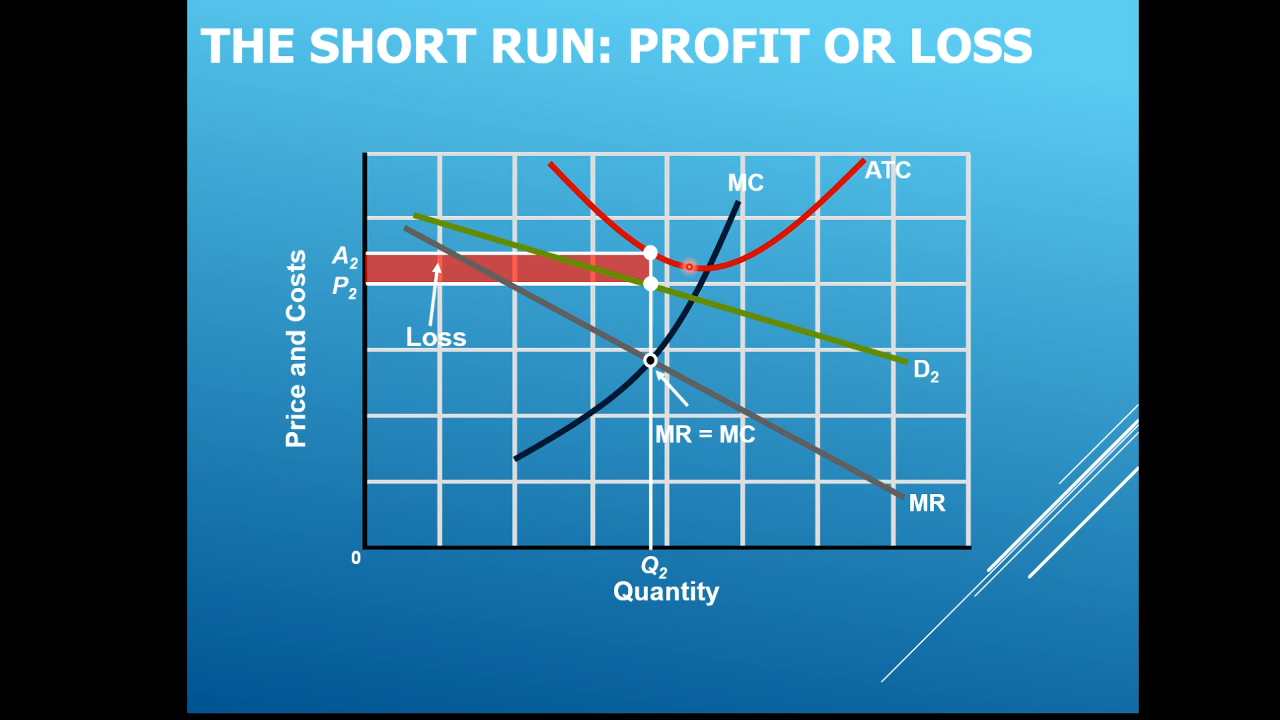 THE SHORT RUN: PROFIT OR LOSS
MC
ATC
A2
P2
Loss
Price and Costs
D2
MR = MC
MR
0
Q2
Quantity